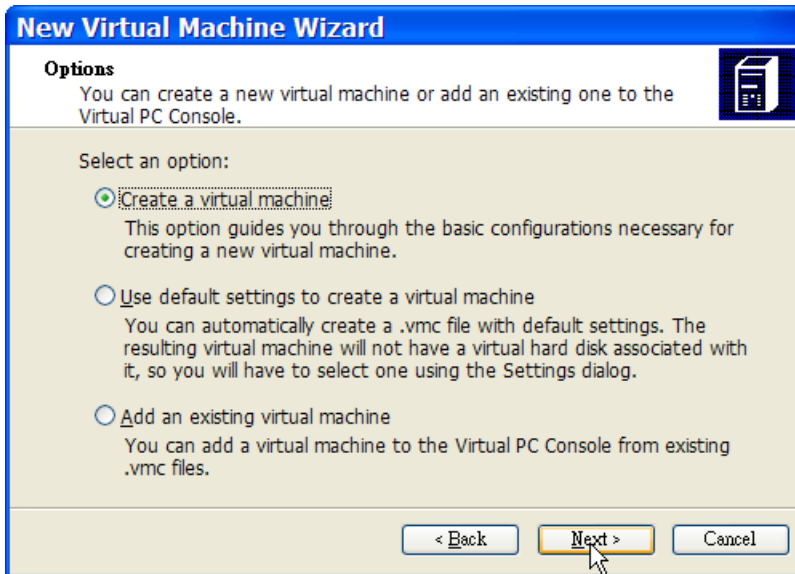 New Virtual Machine Wizard
Options
You can create a new virtual machine or add an existing one to the
Virtual PC Console.
Select an option:
Create a virtual machine
This option guides you through the basic configurations necessary for
creating a new virtual machine.
Use default settings to create a virtual machine
You can automatically create a .vmc file with default settings. The
resulting virtual machine will not have a virtual hard disk associated with
it, so you will have to select one using the Settings dialog.
Add an existing virtual machine
You can add a virtual machine to the Virtual PC Console from existing
.vmc files.
< Back Next > Cancel